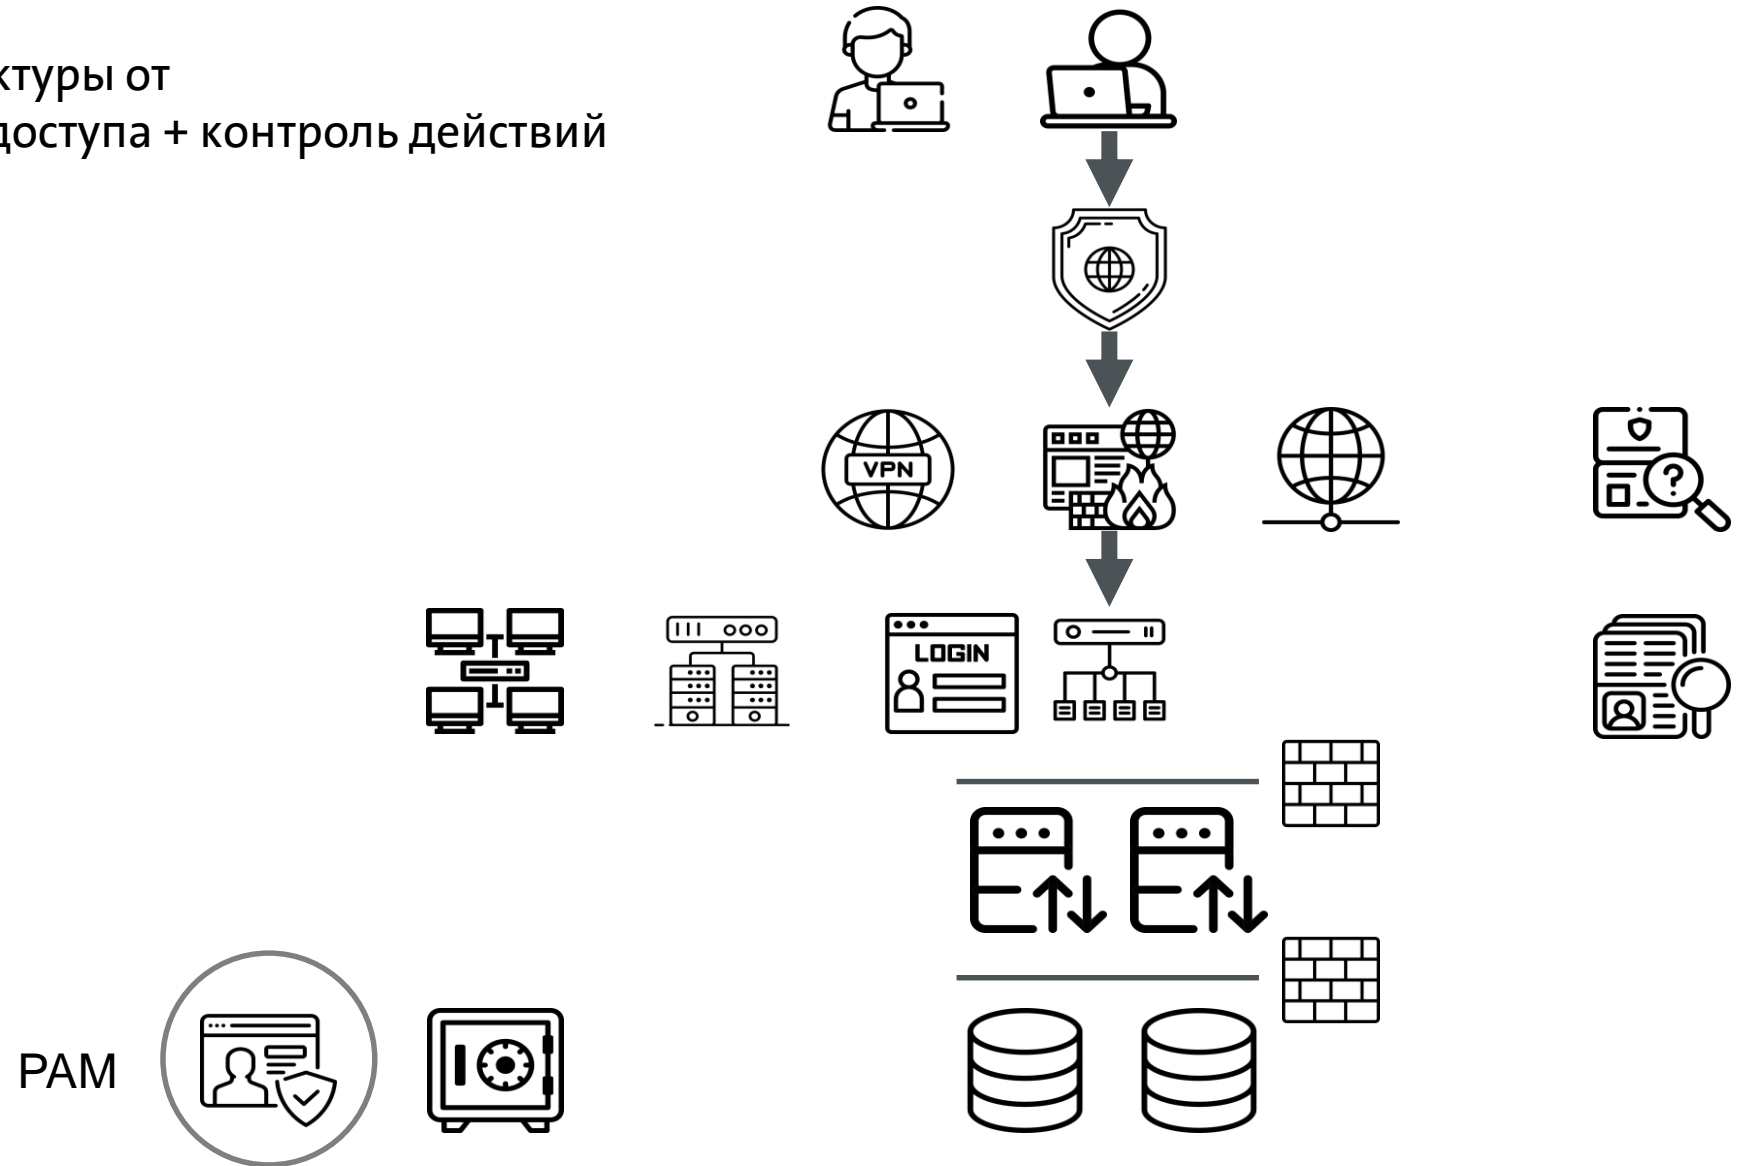 ктуры от
доступа + контроль действий
VPN
LOGIN
?
PAM